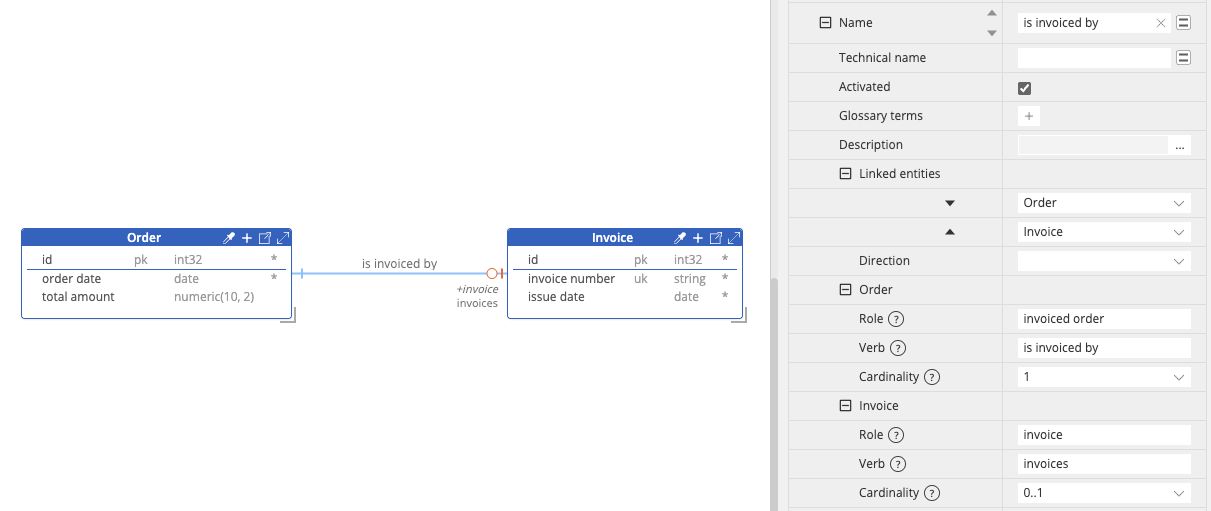 Order
id pk int32 *
order date date *
total amount numeric(10, 2)
is invoiced by
+invoice
invoices
Invoice
id pk int32 *
invoice number uk string *
issue date date *
Name is invoiced by
Technical name
Activated
Glossary terms +
Description ...
Linked entities
Order
Invoice
Direction
Order
Role ? invoiced order
Verb ? is invoiced by
Cardinality ? 1
Invoice
Role ? invoice
Verb ? invoices
Cardinality ? 0..1